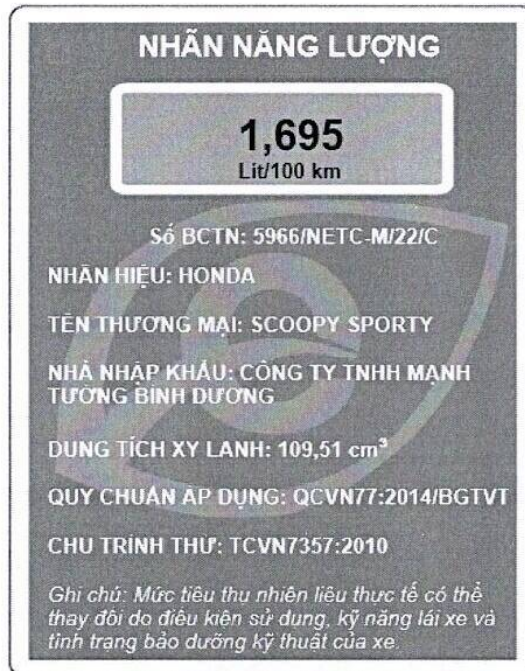 NHÃN NĂNG LƯỢNG
1,695
Lit/100 km
Số BCTN: 5966/NETC-M/22/C
NHÃN HIỆU: HONDA
TÊN THƯƠNG MẠI: SCOOPY SPORTY
NHÀ NHẬP KHẨU: CÔNG TY TNHH MẠNH
TƯỜNG BÌNH DƯƠNG
DUNG TÍCH XY LANH: 109,51 cm³
QUY CHUẨN ÁP DỤNG: QCVN77:2014/BGTVT
CHU TRÌNH THỬ: TCVN7357:2010
Ghi chú: Mức tiêu thụ nhiên liệu thực tế có thể
thay đổi do điều kiện sử dụng, kỹ năng lái xe và
tình trạng bảo dưỡng kỹ thuật của xe.